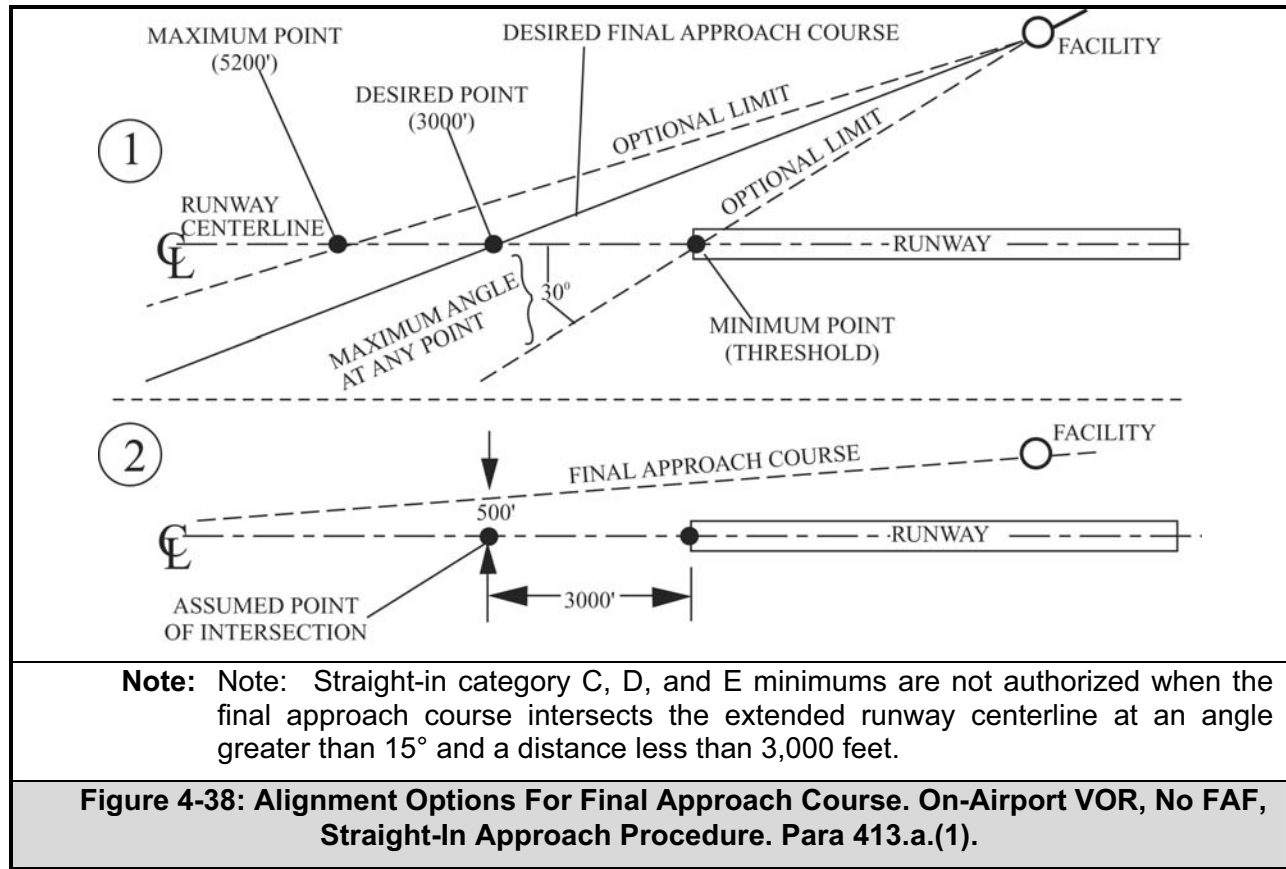 MAXIMUM POINT
(5200')
DESIRED FINAL APPROACH COURSE
FACILITY
DESIRED POINT
(3000')
OPTIONAL LIMIT
OPTIONAL LIMIT
1
RUNWAY
CENTERLINE
CL
RUNWAY
30°
MAXIMUM ANGLE
AT ANY POINT
MINIMUM POINT
(THRESHOLD)
2
FACILITY
FINAL APPROACH COURSE
500'
CL
RUNWAY
3000'
ASSUMED POINT
OF INTERSECTION
Note: Note: Straight-in category C, D, and E minimums are not authorized when the
final approach course intersects the extended runway centerline at an angle
greater than 15° and a distance less than 3,000 feet.
Figure 4-38: Alignment Options For Final Approach Course. On-Airport VOR, No FAF,
Straight-In Approach Procedure. Para 413.a.(1).